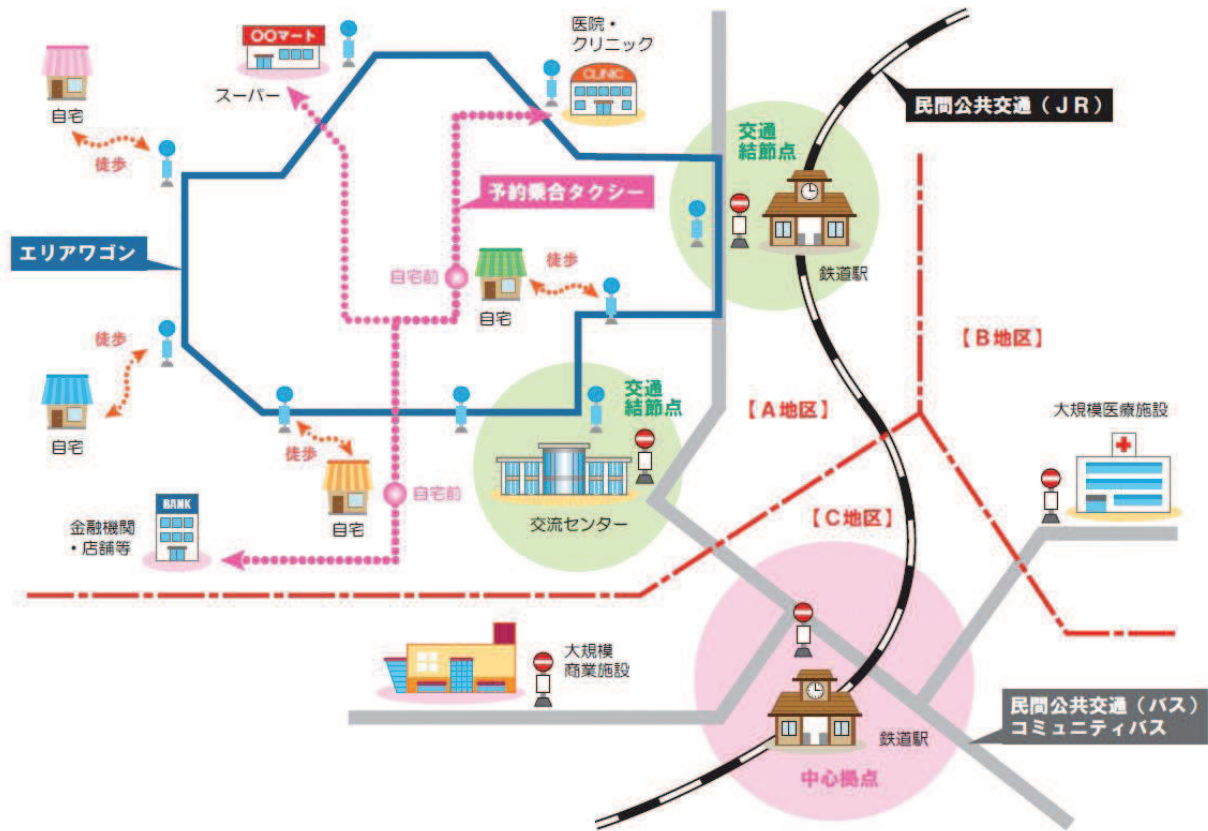 〇〇マート
スーパー
医院・
クリニック
CLINIC
自宅
徒歩
民間公共交通（JR）
交通
結節点
予約乗合タクシー
エリアワゴン
自宅前
徒歩
自宅
鉄道駅
【B地区】
徒歩
自宅
交通
結節点
【A地区】
大規模医療施設
徒歩
自宅
自宅前
交流センター
【C地区】
BANK
金融機関
・店舗等
大規模
商業施設
鉄道駅
中心拠点
民間公共交通（バス）
コミュニティバス